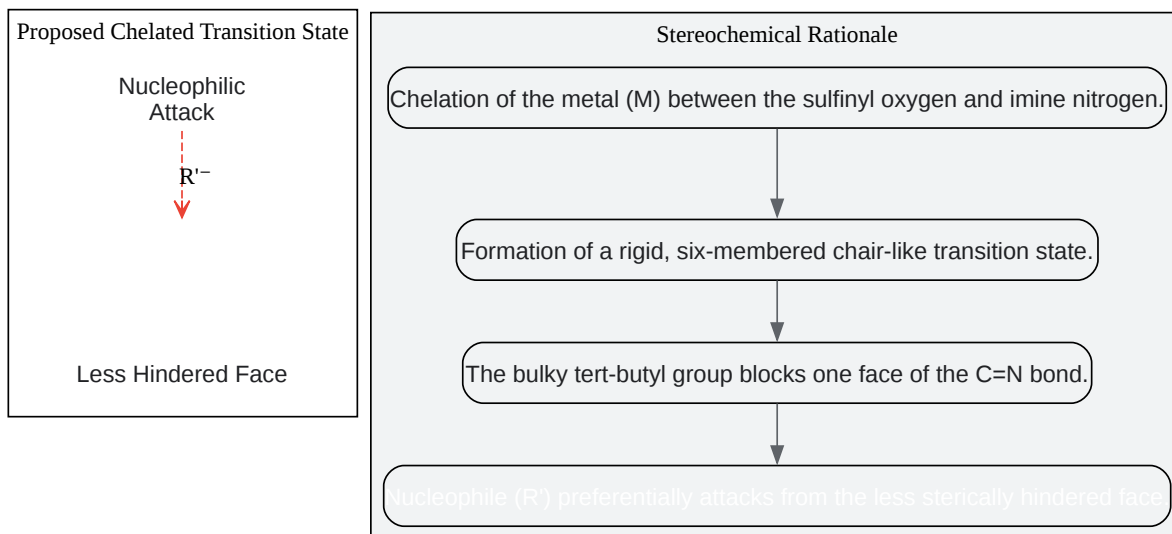 Proposed Chelated Transition State
Nucleophilic
Attack
R'⁻
Less Hindered Face
Stereochemical Rationale
Chelation of the metal (M) between the sulfinyl oxygen and imine nitrogen.
Formation of a rigid, six-membered chair-like transition state.
The bulky tert-butyl group blocks one face of the C=N bond.
Nucleophile (R') preferentially attacks from the less sterically hindered face.